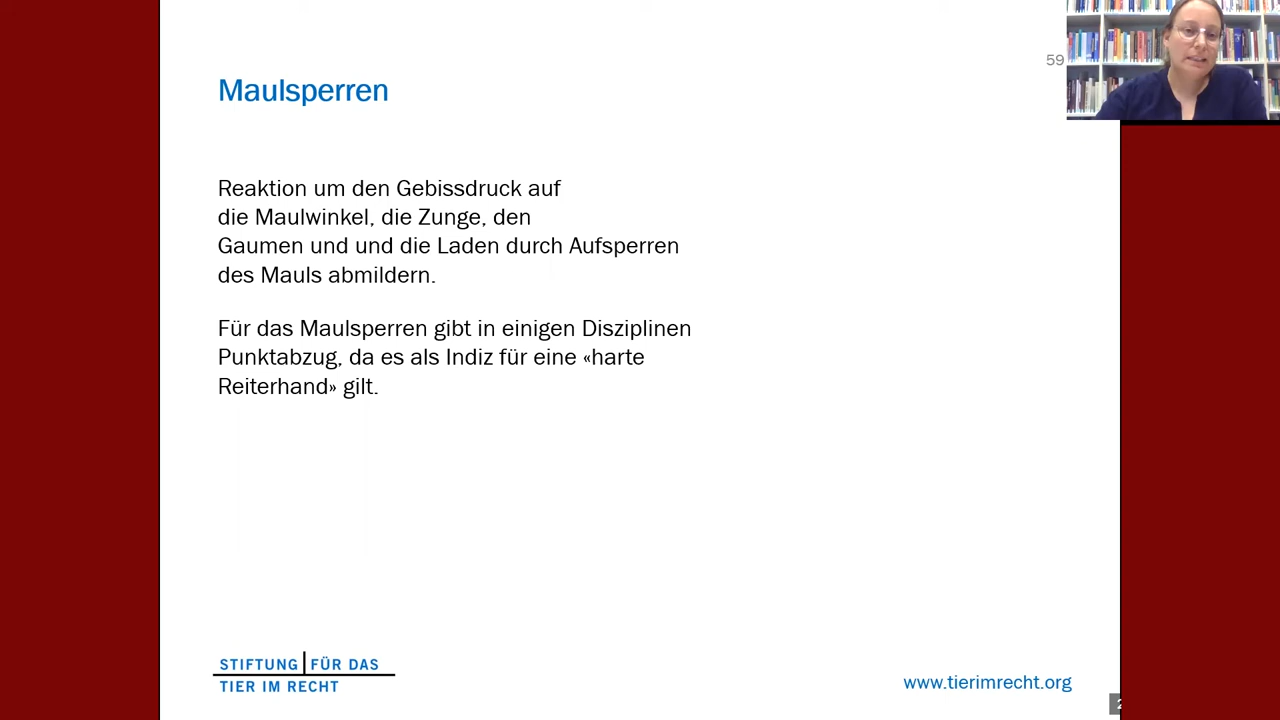 59
Maulsperren
Reaktion um den Gebissdruck auf
die Maulwinkel, die Zunge, den
Gaumen und und die Laden durch Aufsperren
des Mauls abmildern.
Für das Maulsperren gibt in einigen Disziplinen
Punktabzug, da es als Indiz für eine «harte
Reiterhand» gilt.
STIFTUNG FÜR DAS
TIER IM RECHT
www.tierimrecht.org